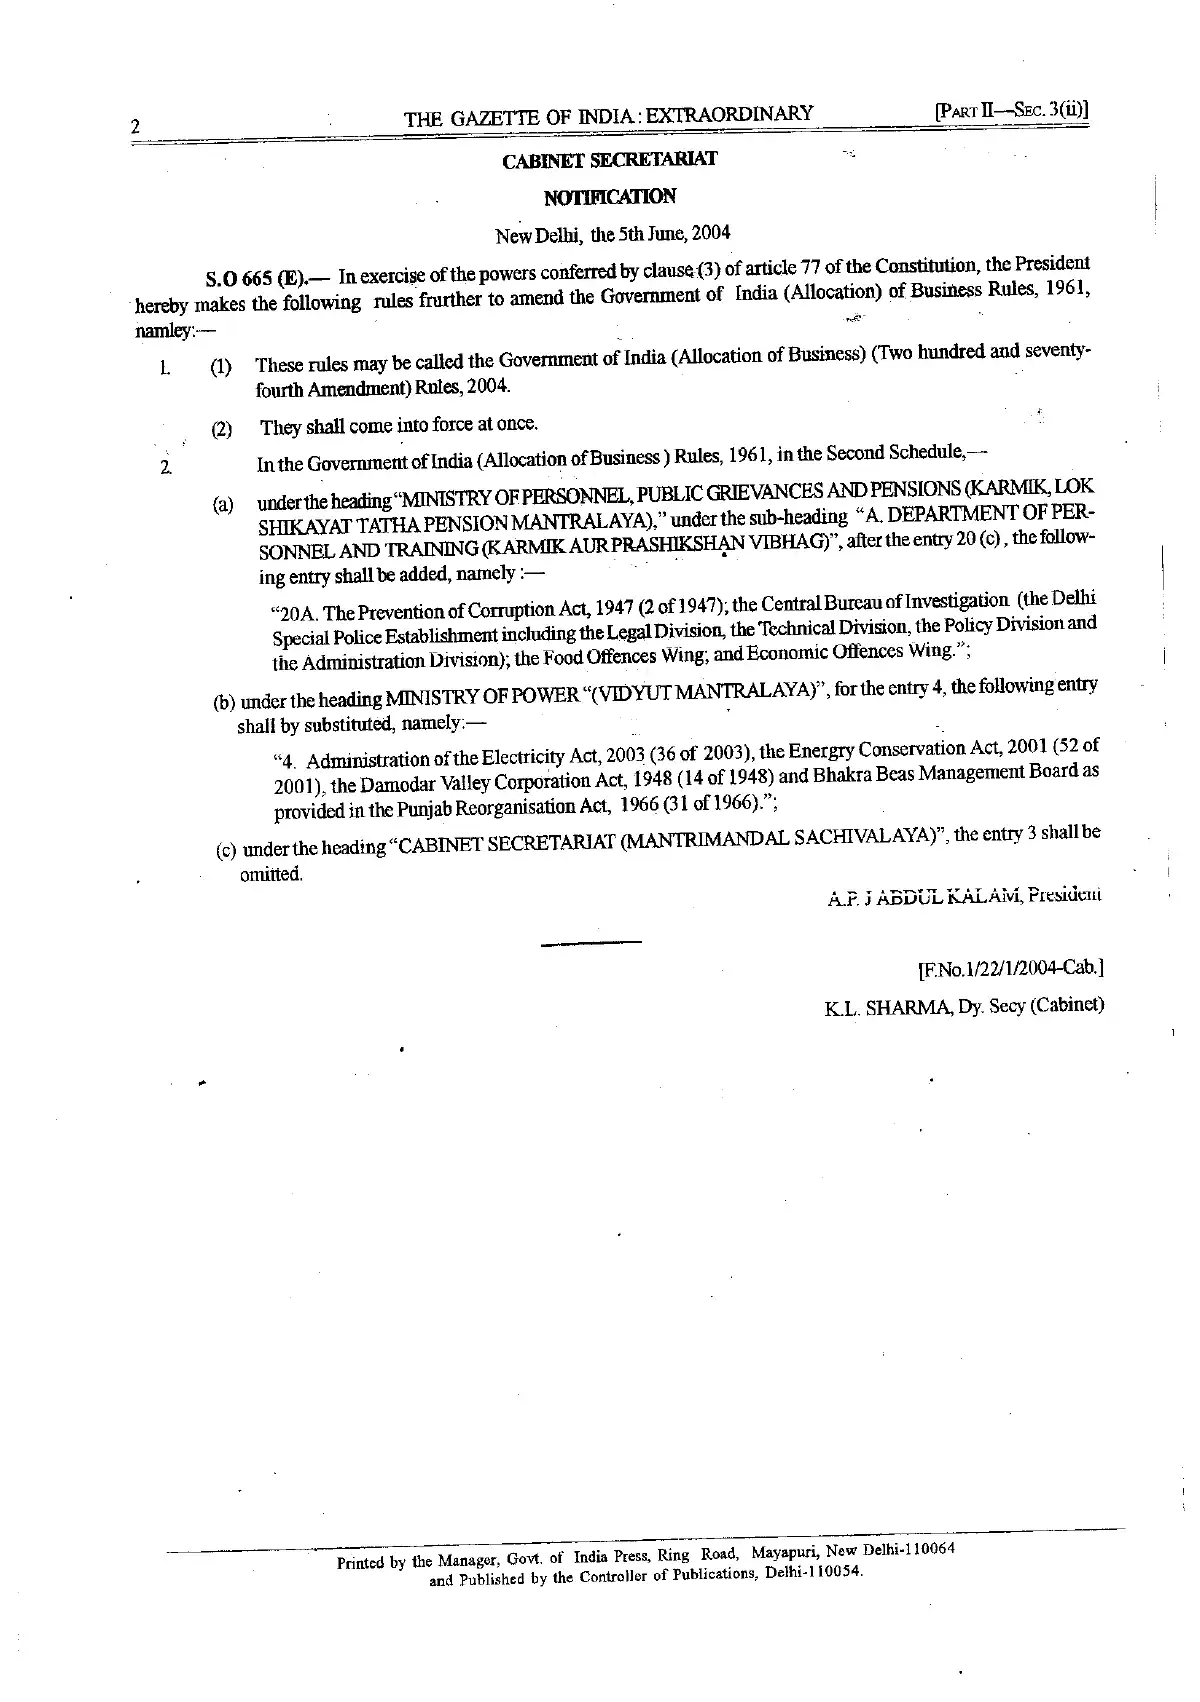 2 THE GAZETTE OF INDIA : EXTRAORDINARY [PART II—SEC. 3(ii)]
CABINET SECRETARIAT
NOTIFICATION
New Delhi, the 5th June, 2004
S.O 665 (E).— In exercise of the powers conferred by clause (3) of article 77 of the Constitution, the President
hereby makes the following rules frurther to amend the Government of India (Allocation) of Business Rules, 1961,
namley:—
1. (1) These rules may be called the Government of India (Allocation of Business) (Two hundred and seventy-
fourth Amendment) Rules, 2004.
(2) They shall come into force at once.
2. In the Government of India (Allocation of Business ) Rules, 1961, in the Second Schedule,—
(a) under the heading “MINISTRY OF PERSONNEL, PUBLIC GRIEVANCES AND PENSIONS (KARMIK, LOK
SHIKAYAT TATHA PENSION MANTRALAYA),” under the sub-heading “A. DEPARTMENT OF PER-
SONNEL AND TRAINING (KARMIK AUR PRASHIKSHAN VIBHAG)”, after the entry 20 (c) , the follow-
ing entry shall be added, namely :—
“20A. The Prevention of Corruption Act, 1947 (2 of 1947); the Central Bureau of Investigation (the Delhi
Special Police Establishment including the Legal Division, the Technical Division, the Policy Division and
the Administration Division); the Food Offences Wing; and Economic Offences Wing.”;
(b) under the heading MINISTRY OF POWER “(VIDYUT MANTRALAYA)”, for the entry 4, the following entry
shall by substituted, namely:—
“4. Administration of the Electricity Act, 2003 (36 of 2003), the Energry Conservation Act, 2001 (52 of
2001), the Damodar Valley Corporation Act, 1948 (14 of 1948) and Bhakra Beas Management Board as
provided in the Punjab Reorganisation Act, 1966 (31 of 1966).”;
(c) under the heading “CABINET SECRETARIAT (MANTRIMANDAL SACHIVALAYA)”, the entry 3 shall be
omitted.
A.P. J ABDUL KALAM, President
[F.No.1/22/1/2004-Cab.]
K.L. SHARMA, Dy. Secy (Cabinet)
Printed by the Manager, Govt. of India Press, Ring Road, Mayapuri, New Delhi-110064
and Published by the Controller of Publications, Delhi-110054.